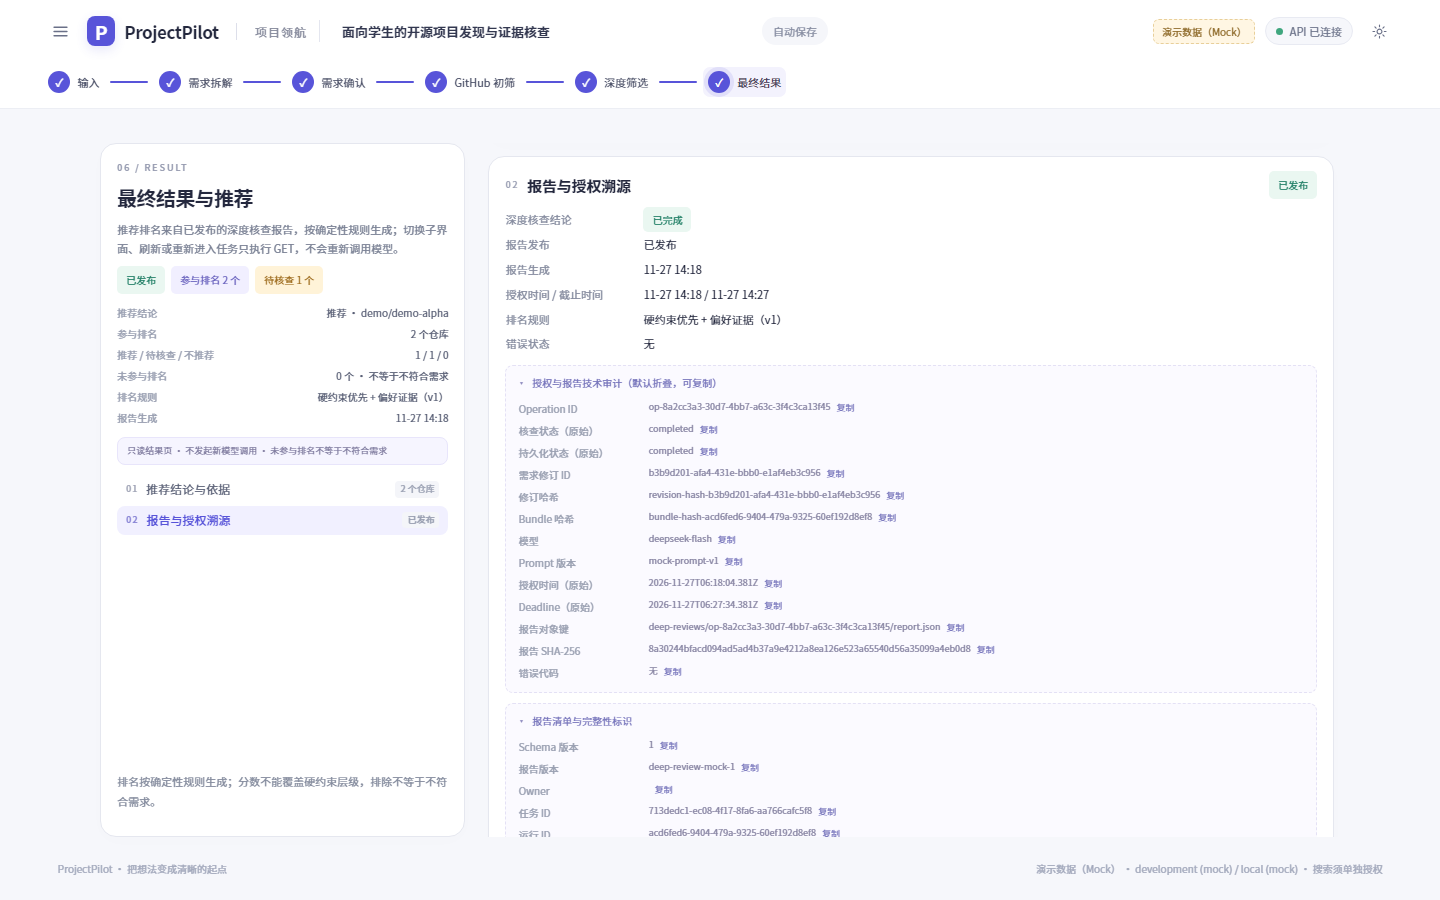 P ProjectPilot 项目领航 面向学生的开源项目发现与证据核查 自动保存 演示数据（Mock） API 已连接
输入 需求拆解 需求确认 GitHub 初筛 深度筛选 最终结果
06 / RESULT
最终结果与推荐
推荐排名来自已发布的深度核查报告，按确定性规则生成；切换子界
面、刷新或重新进入任务只执行 GET，不会重新调用模型。
已发布 参与排名 2 个 待核查 1 个
推荐结论 推荐 · demo/demo-alpha
参与排名 2 个仓库
推荐 / 待核查 / 不推荐 1 / 1 / 0
未参与排名 0 个 · 不等于不符合需求
排名规则 硬约束优先 + 偏好证据（v1）
报告生成 11-27 14:18
只读结果页 · 不发起新模型调用 · 未参与排名不等于不符合需求
01 推荐结论与依据 2 个仓库
02 报告与授权溯源 已发布
排名按确定性规则生成；分数不能覆盖硬约束层级，排除不等于不符
合需求。
02 报告与授权溯源 已发布
深度核查结论 已完成
报告发布 已发布
报告生成 11-27 14:18
授权时间 / 截止时间 11-27 14:18 / 11-27 14:27
排名规则 硬约束优先 + 偏好证据（v1）
错误状态 无
授权与报告技术审计（默认折叠，可复制）
Operation ID op-8a2cc3a3-30d7-4bb7-a63c-3f4c3ca13f45 复制
核查状态（原始） completed 复制
持久化状态（原始） completed 复制
需求修订 ID b3b9d201-afa4-431e-bbb0-e1af4eb3c956 复制
修订哈希 revision-hash-b3b9d201-afa4-431e-bbb0-e1af4eb3c956 复制
Bundle 哈希 bundle-hash-acd6fed6-9404-479a-9325-60ef192d8ef8 复制
模型 deepseek-flash 复制
Prompt 版本 mock-prompt-v1 复制
授权时间（原始） 2026-11-27T06:18:04.381Z 复制
Deadline（原始） 2026-11-27T06:27:34.381Z 复制
报告对象键 deep-reviews/op-8a2cc3a3-30d7-4bb7-a63c-3f4c3ca13f45/report.json 复制
报告 SHA-256 8a30244bfacd094ad5ad4b37a9e4212a8ea126e523a65540d56a35099a4eb0d8 复制
错误代码 无 复制
报告清单与完整性标识
Schema 版本 1 复制
报告版本 deep-review-mock-1 复制
Owner 复制
任务 ID 713dedc1-ec08-4f17-8fa6-aa766cafc5f8 复制
运行 ID acd6fed6-9404-479a-9325-60ef192d8ef8 复制
ProjectPilot · 把想法变成清晰的起点 演示数据（Mock） · development (mock) / local (mock) · 搜索须单独授权